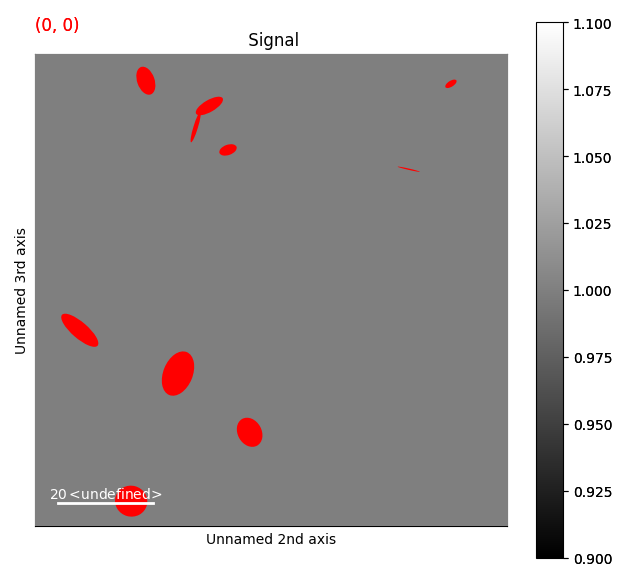 (0, 0)
Signal
1.100
1.075
1.050
1.025
1.000
0.975
0.950
0.925
0.900
Unnamed 3rd axis
20 <undefined>
Unnamed 2nd axis